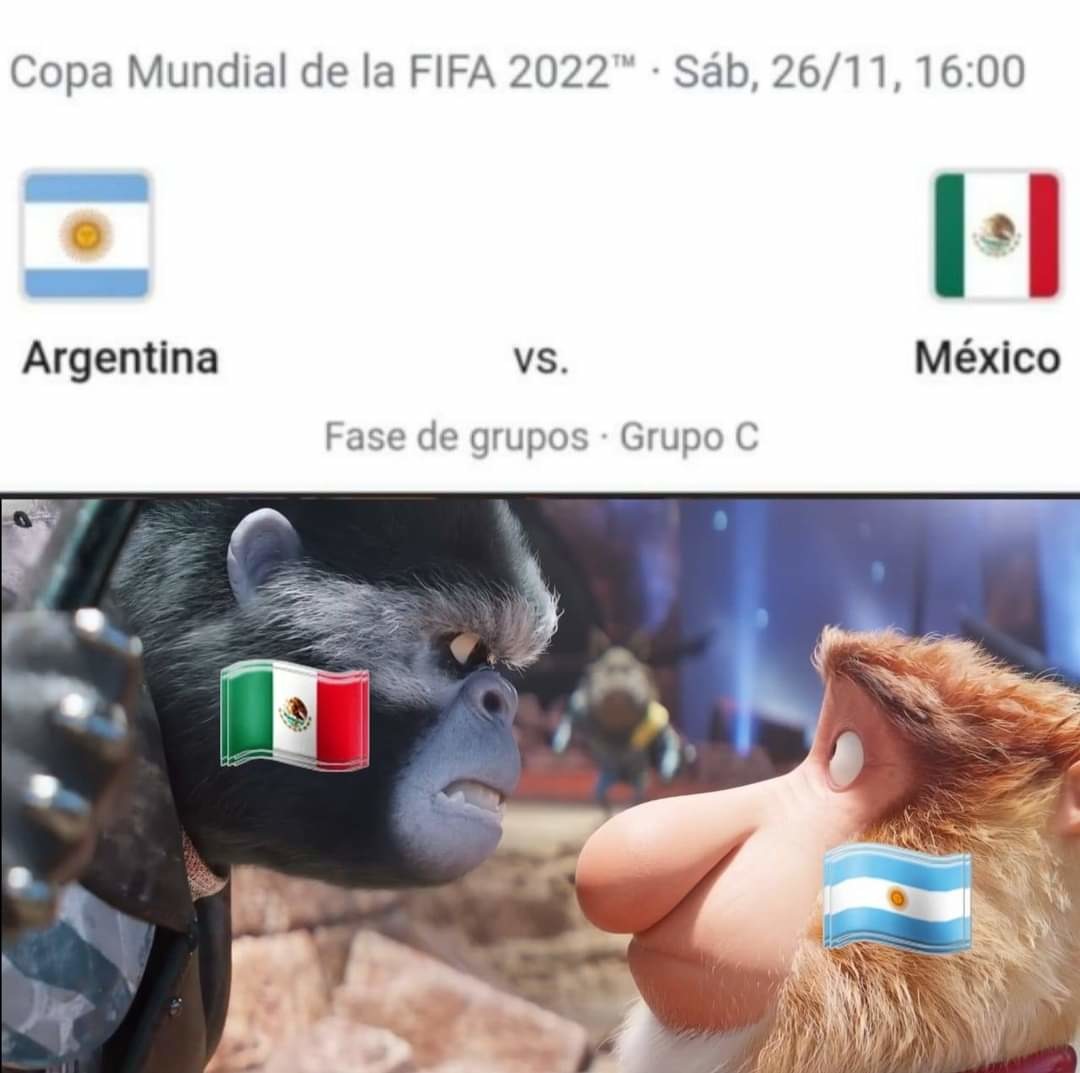 Copa Mundial de la FIFA 2022™ · Sáb, 26/11, 16:00
Argentina vs. México
Fase de grupos · Grupo C